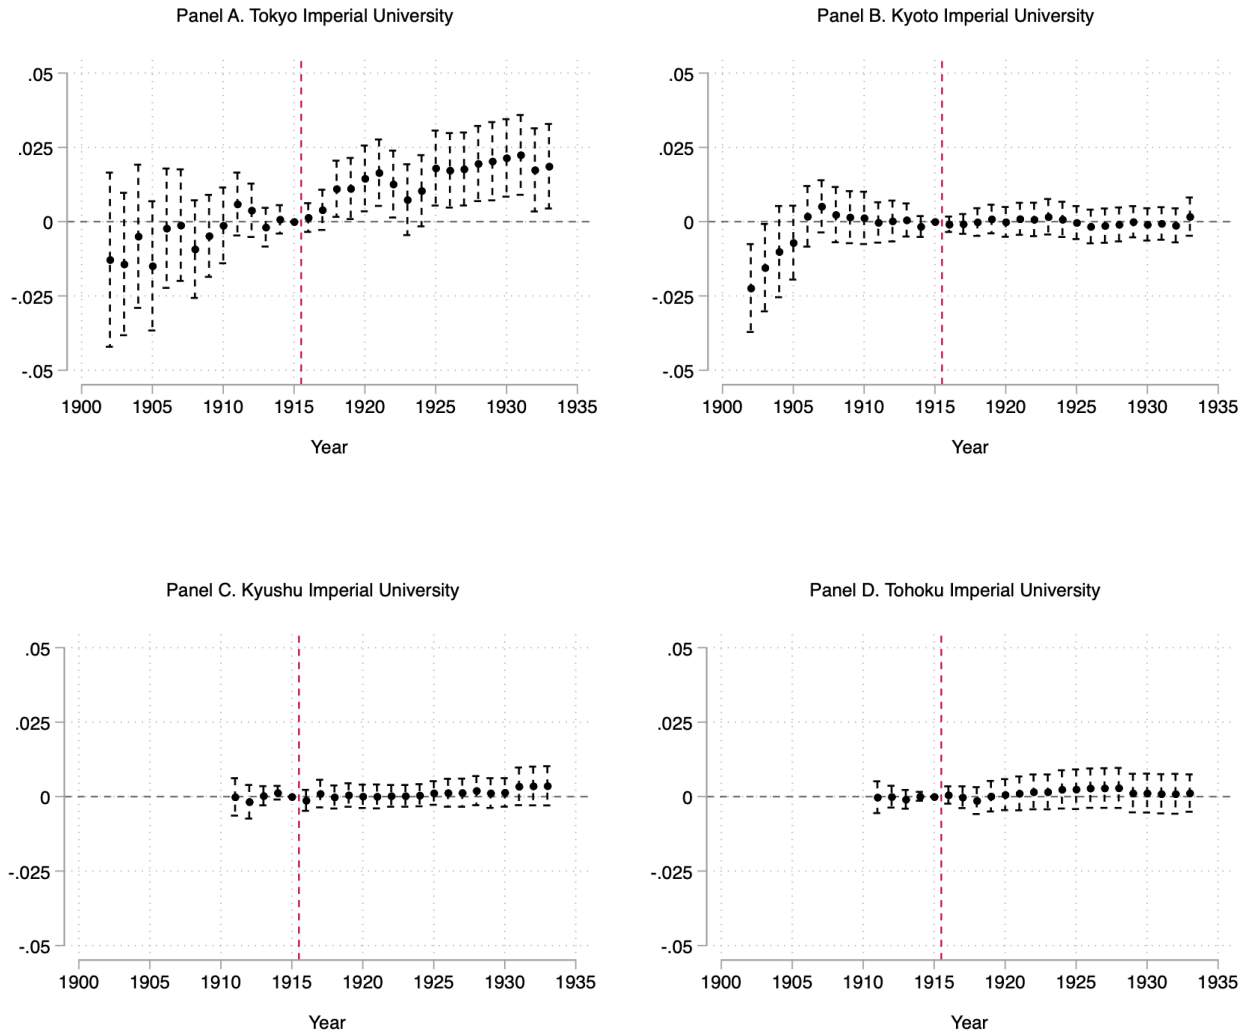 Panel A. Tokyo Imperial University
.05
.025
0
-.025
-.05
1900 1905 1910 1915 1920 1925 1930 1935
Year
Panel B. Kyoto Imperial University
.05
.025
0
-.025
-.05
1900 1905 1910 1915 1920 1925 1930 1935
Year
Panel C. Kyushu Imperial University
.05
.025
0
-.025
-.05
1900 1905 1910 1915 1920 1925 1930 1935
Year
Panel D. Tohoku Imperial University
.05
.025
0
-.025
-.05
1900 1905 1910 1915 1920 1925 1930 1935
Year